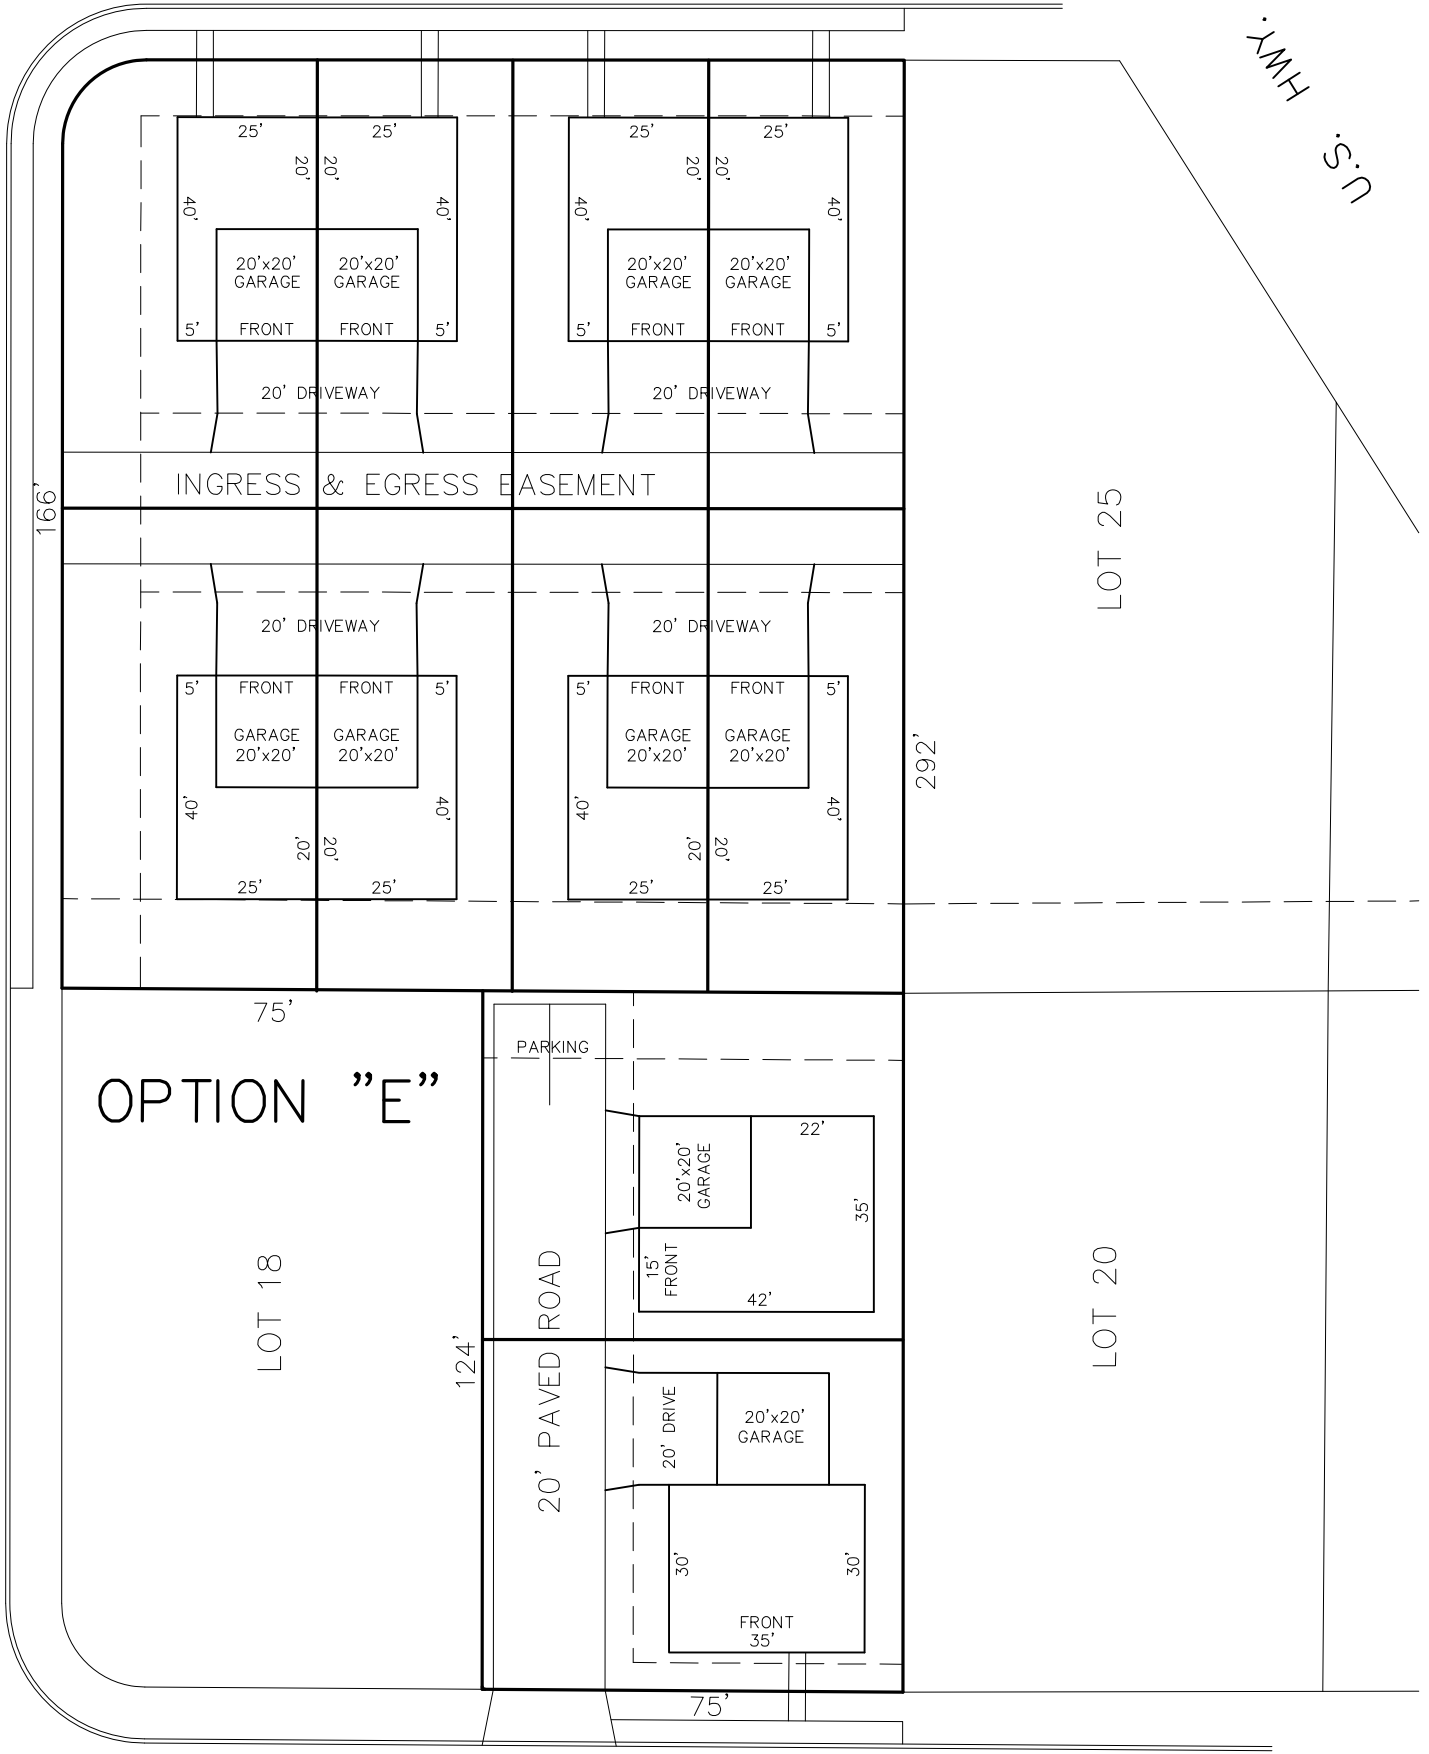 U.S. HWY.
25' 25' 25' 25'
20' 20' 20' 20'
40' 40' 40' 40'
20'x20' 20'x20' 20'x20' 20'x20'
GARAGE GARAGE GARAGE GARAGE
5' FRONT FRONT 5' 5' FRONT FRONT 5'
20' DRIVEWAY 20' DRIVEWAY
INGRESS & EGRESS EASEMENT
166'
LOT 25
20' DRIVEWAY 20' DRIVEWAY
5' FRONT FRONT 5' 5' FRONT FRONT 5'
GARAGE GARAGE GARAGE GARAGE
20'x20' 20'x20' 20'x20' 20'x20'
292'
40' 40' 40' 40'
20' 20' 20' 20'
25' 25' 25' 25'
75'
PARKING
OPTION "E"
22'
20'x20'
GARAGE
35'
15'
FRONT
42'
LOT 18
LOT 20
124'
20' PAVED ROAD
20' DRIVE
20'x20'
GARAGE
30' 30'
FRONT
35'
75'